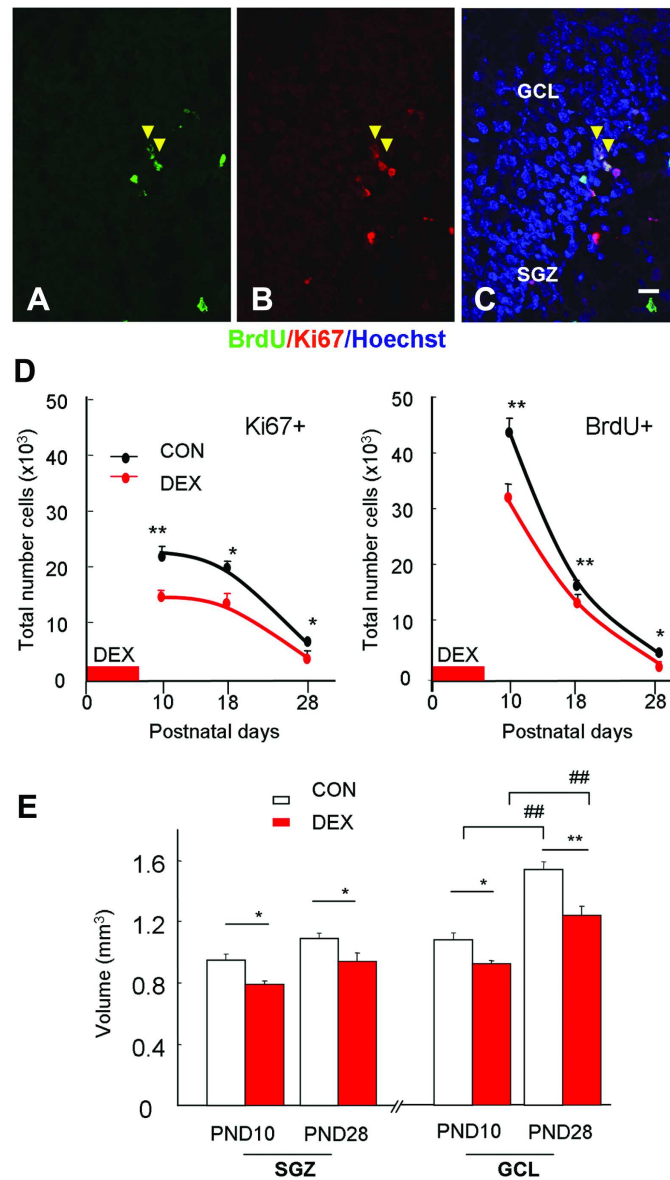 GCL
SGZ
A
B
C
BrdU/Ki67/Hoechst
D
Total number cells (x10³)
50
40
30
20
10
0
Ki67+
CON
DEX
**
*
*
DEX
0
10
18
28
Postnatal days
Total number cells (x10³)
50
40
30
20
10
0
BrdU+
**
**
*
DEX
0
10
18
28
Postnatal days
E
CON
DEX
Volume (mm³)
1.6
1.2
0.8
0.4
0
*
*
*
**
##
##
PND10
PND28
PND10
PND28
SGZ
GCL